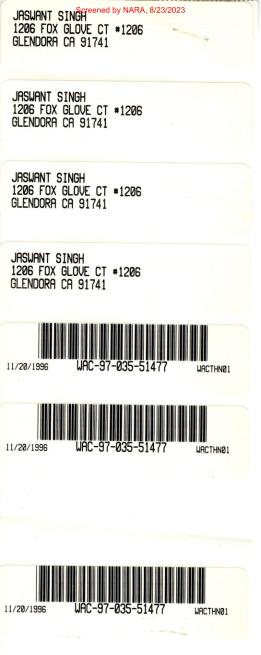 Screened by NARA, 8/23/2023
JASWANT SINGH
1206 FOX GLOVE CT #1206
GLENDORA CA 91741
JASWANT SINGH
1206 FOX GLOVE CT #1206
GLENDORA CA 91741
JASWANT SINGH
1206 FOX GLOVE CT #1206
GLENDORA CA 91741
JASWANT SINGH
1206 FOX GLOVE CT #1206
GLENDORA CA 91741
11/20/1996 WAC-97-035-51477 WACTHN01
11/20/1996 WAC-97-035-51477 WACTHN01
11/20/1996 WAC-97-035-51477 WACTHN01